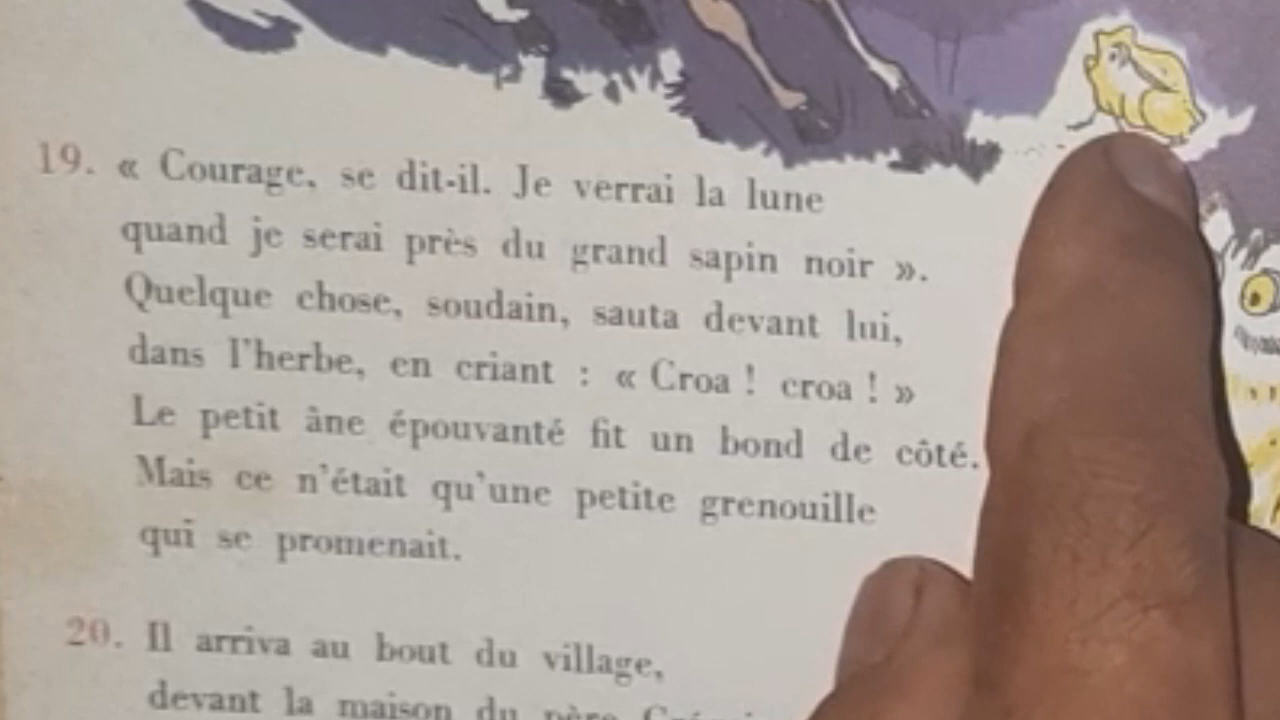 19. « Courage, se dit-il. Je verrai la lune
quand je serai près du grand sapin noir ».
Quelque chose, soudain, sauta devant lui,
dans l'herbe, en criant : « Croa ! croa ! »
Le petit âne épouvanté fit un bond de côté.
Mais ce n'était qu'une petite grenouille
qui se promenait.
20. Il arriva au bout du village,
devant la maison du père